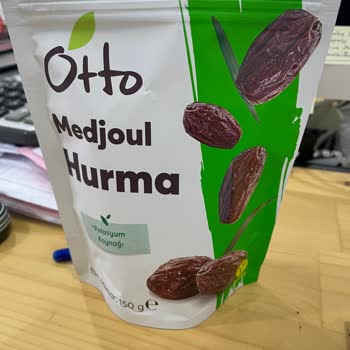 Otto
Medjoul
Hurma
*Potasyum
Kaynağı
150 g e